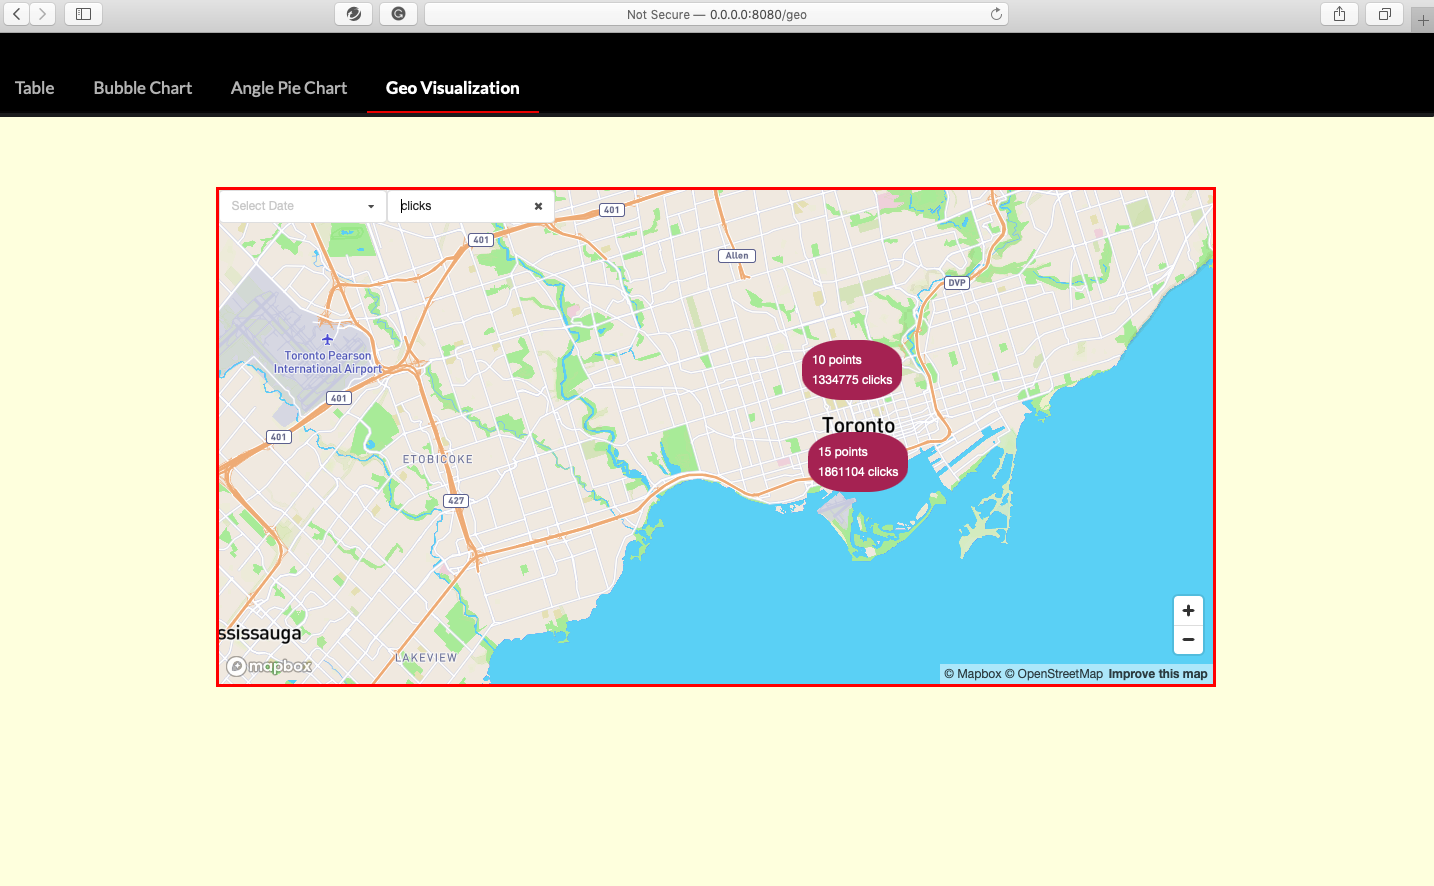 Not Secure — 0.0.0.0:8080/geo
Table
Bubble Chart
Angle Pie Chart
Geo Visualization
Select Date
clicks
401
401
Allen
DVP
Toronto Pearson
International Airport
10 points
1334775 clicks
401
Toronto
401
15 points
1861104 clicks
ETOBICOKE
427
ssissauga
LAKEVIEW
mapbox
© Mapbox © OpenStreetMap Improve this map